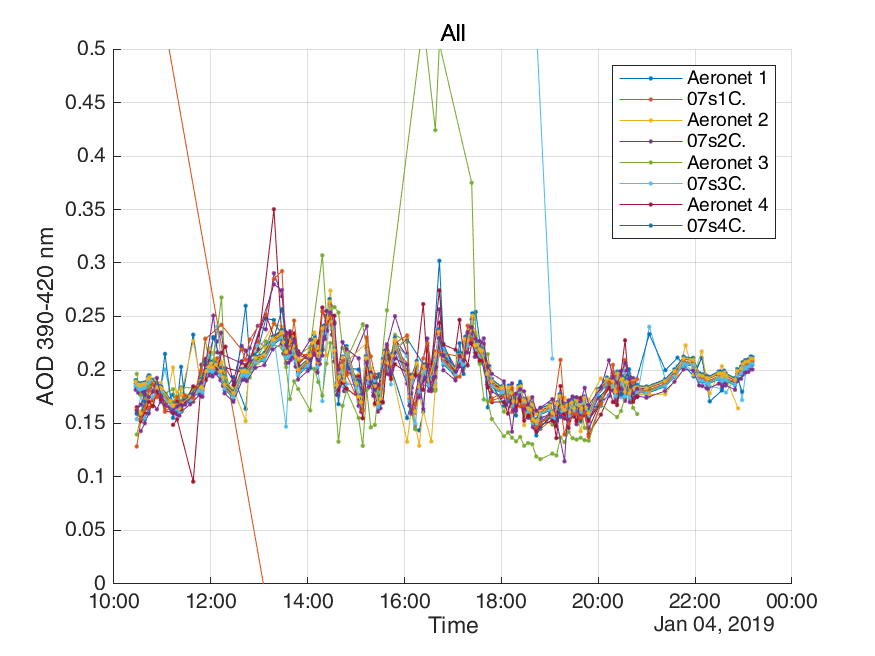 All
0.5
0.45
0.4
0.35
0.3
0.25
0.2
0.15
0.1
0.05
0
AOD 390-420 nm
Aeronet 1
07s1C.
Aeronet 2
07s2C.
Aeronet 3
07s3C.
Aeronet 4
07s4C.
10:00 12:00 14:00 16:00 18:00 20:00 22:00 00:00
Time
Jan 04, 2019